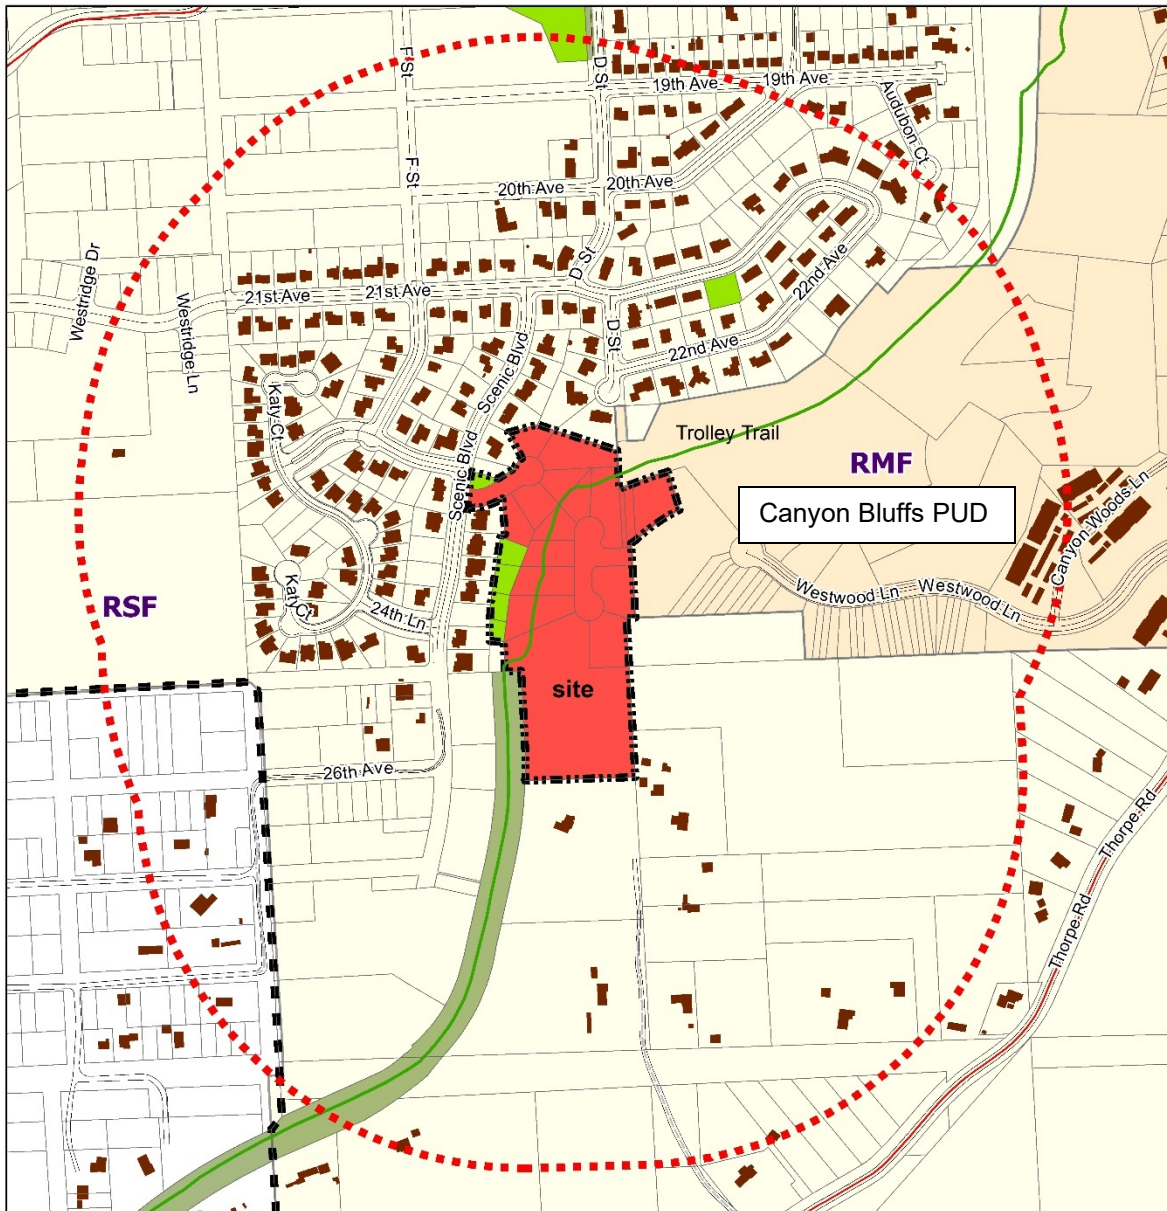 F St
D St
19th Ave
19th Ave
Audubon Ct
F St
20th Ave
20th Ave
Westridge Dr
D St
22nd Ave
21st Ave
21st Ave
Westridge Ln
D St
Scenic Blvd
22nd Ave
Katy Ct
Trolley Trail
Scenic Blvd
RMF
Canyon Bluffs PUD
Canyon Woods Ln
Katy Ct
RSF
24th Ln
Westwood Ln
Westwood Ln
site
26th Ave
Thorpe Rd
Thorpe Rd